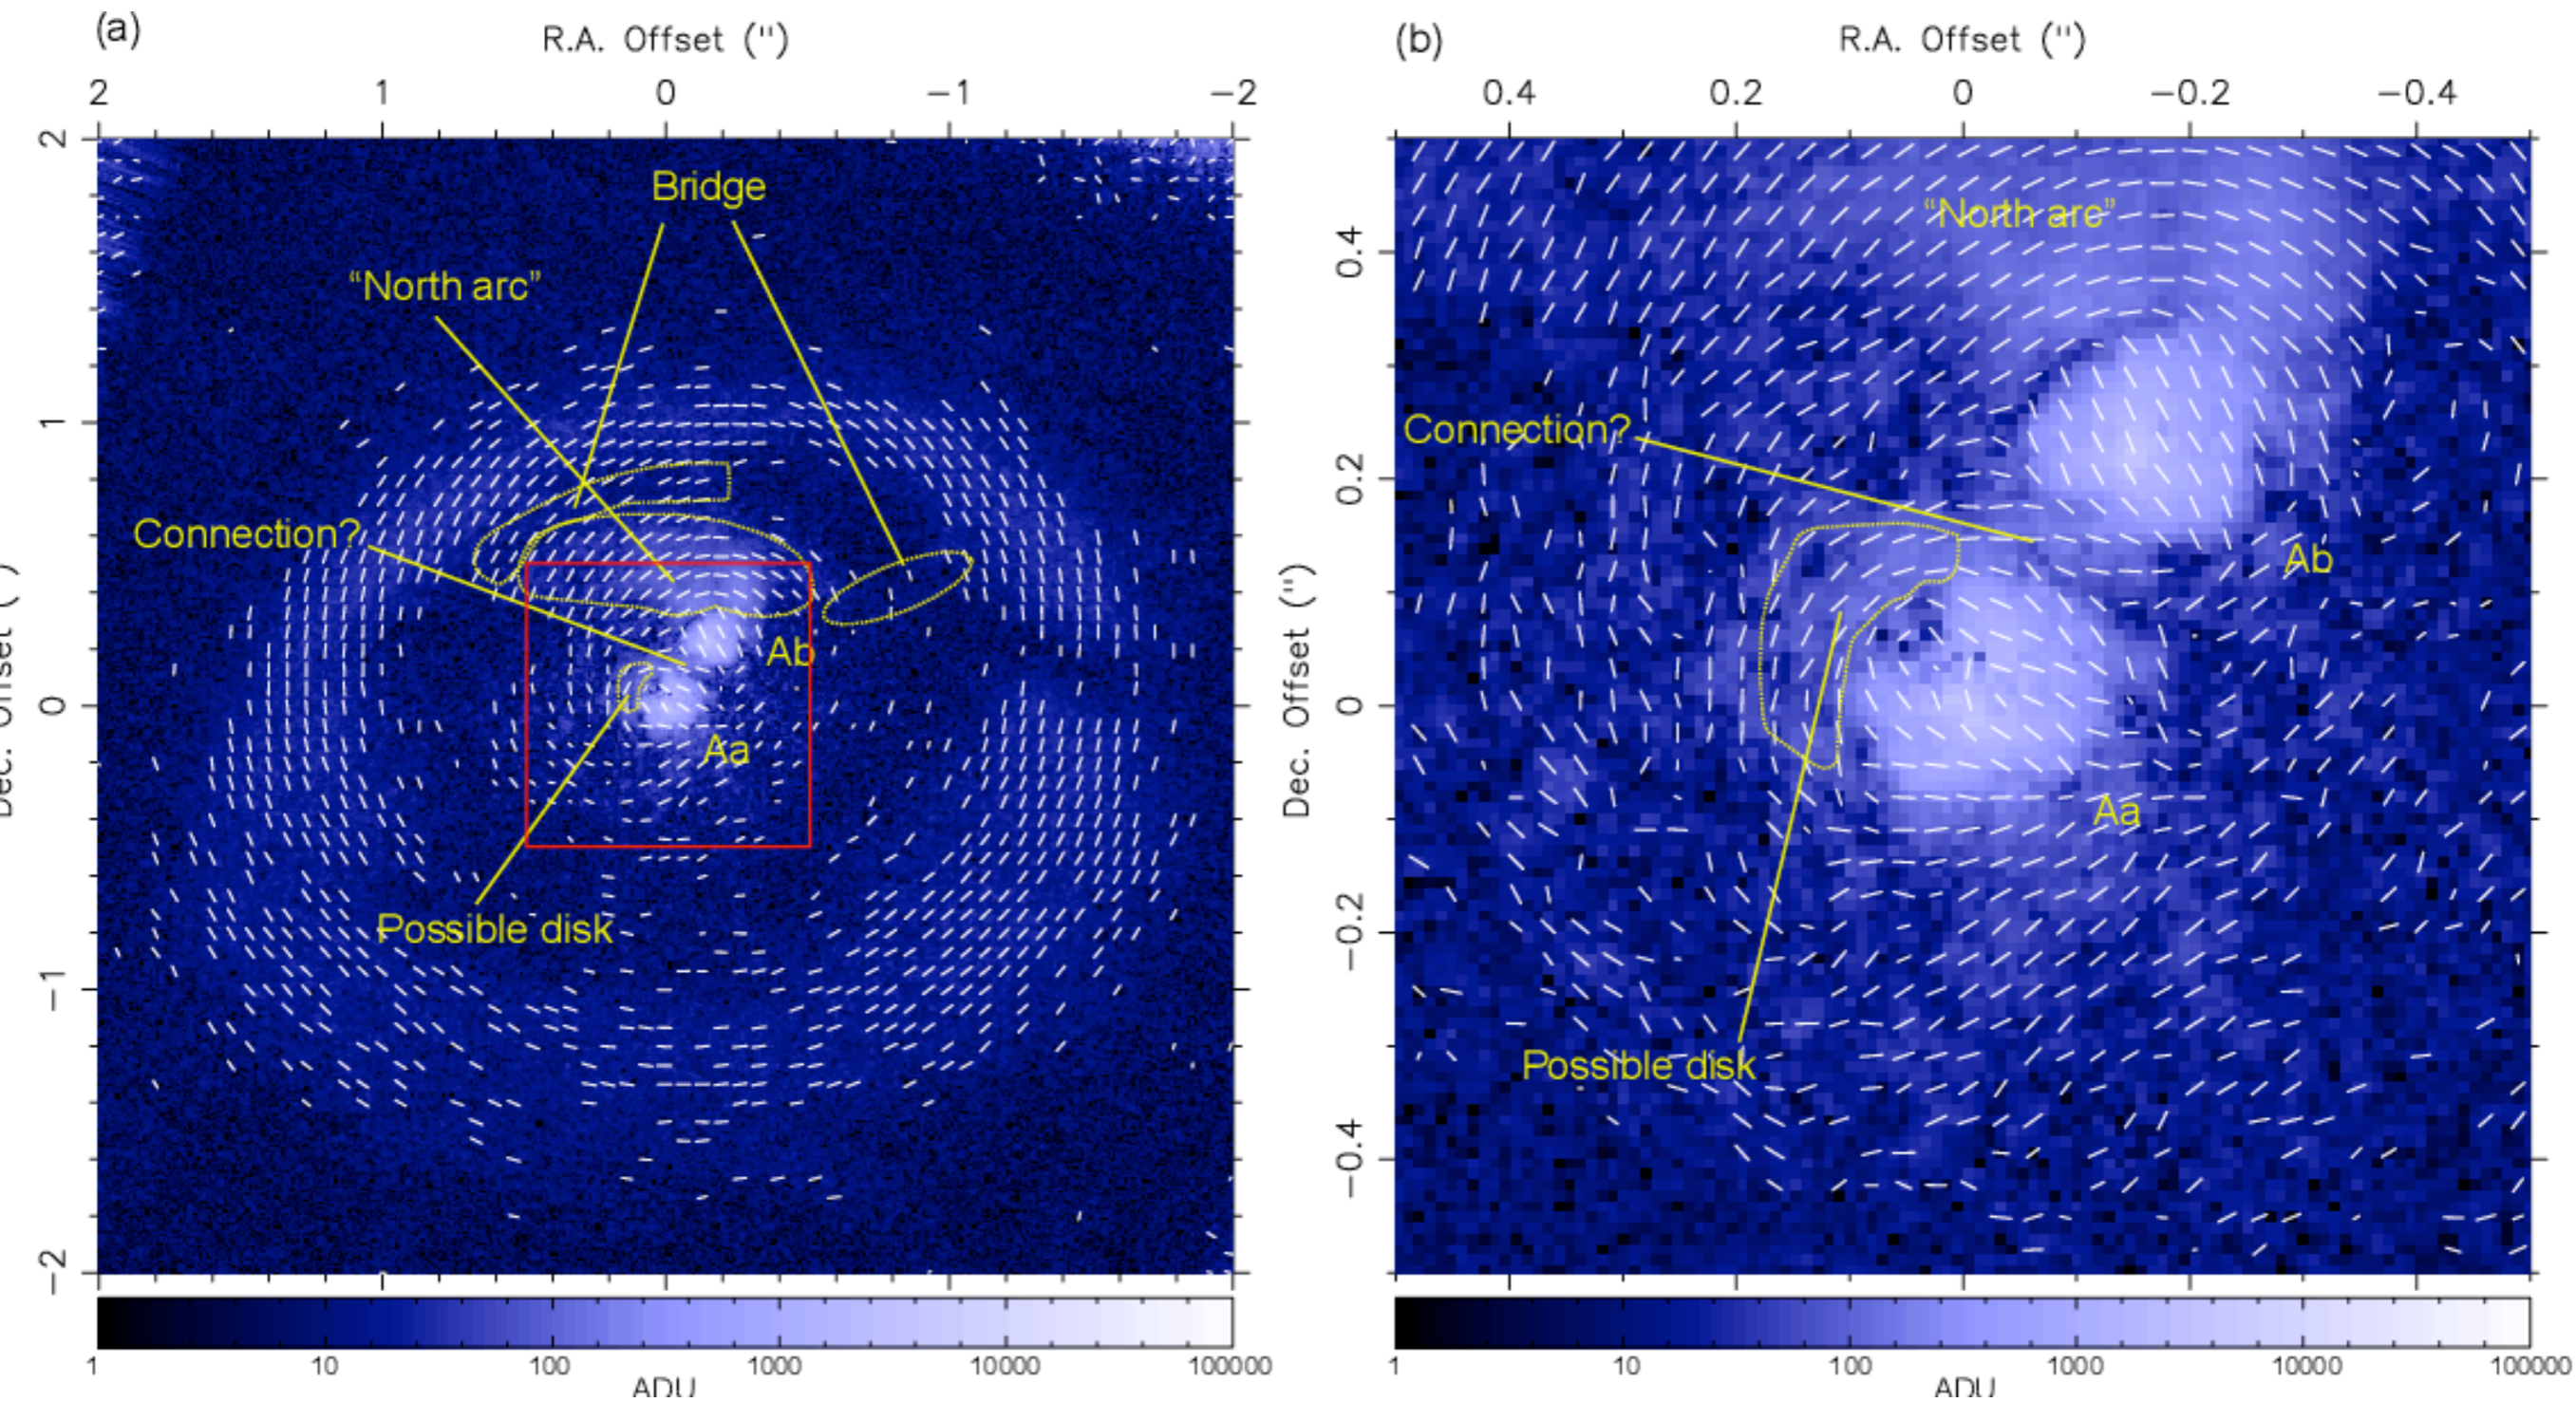 (a)
R.A. Offset (")
2 1 0 −1 −2
2
1
0
−1
−2
Dec. Offset (")
Bridge
“North arc”
Connection?
Ab
Aa
Possible disk
1 10 100 1000 10000 100000
ADU
(b)
R.A. Offset (")
0.4 0.2 0 −0.2 −0.4
0.4
0.2
0
−0.2
−0.4
Dec. Offset (")
“North arc”
Connection?
Ab
Aa
Possible disk
1 10 100 1000 10000 100000
ADU